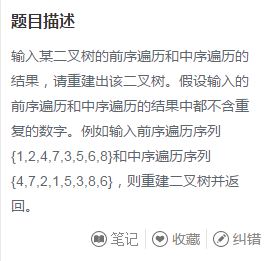 题目描述
输入某二叉树的前序遍历和中序遍历的
结果，请重建出该二叉树。假设输入的
前序遍历和中序遍历的结果中都不含重
复的数字。例如输入前序遍历序列
{1,2,4,7,3,5,6,8}和中序遍历序列
{4,7,2,1,5,3,8,6}，则重建二叉树并返
回。
笔记 收藏 纠错